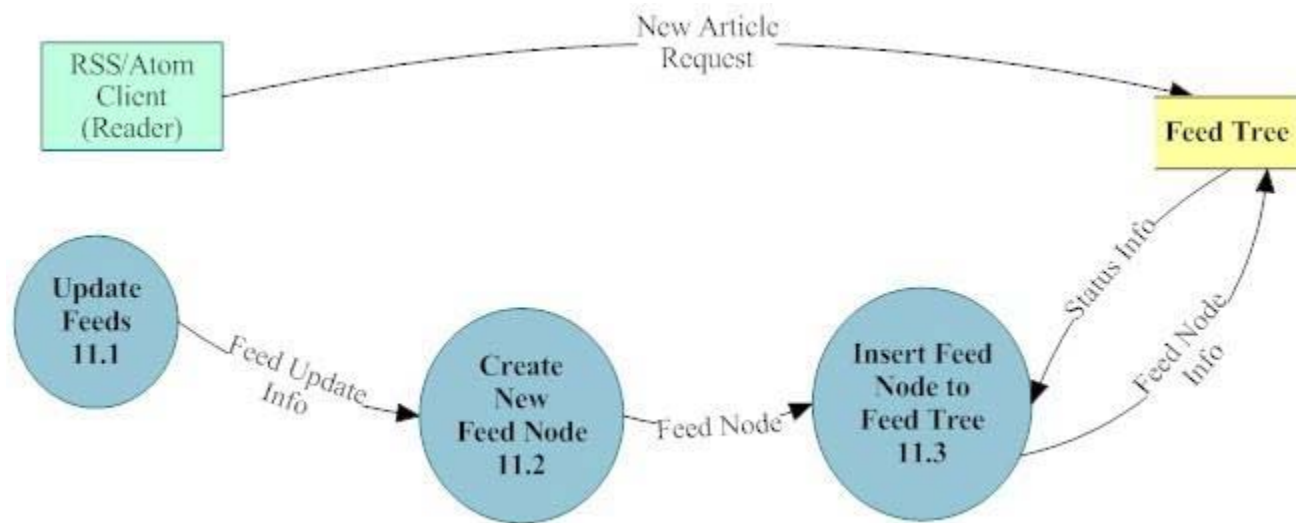 New Article
Request
RSS/Atom
Client
(Reader)
Feed Tree
Status Info
Feed Node
Info
Update
Feeds
11.1
Feed Update
Info
Create
New
Feed Node
11.2
Feed Node
Insert Feed
Node to
Feed Tree
11.3